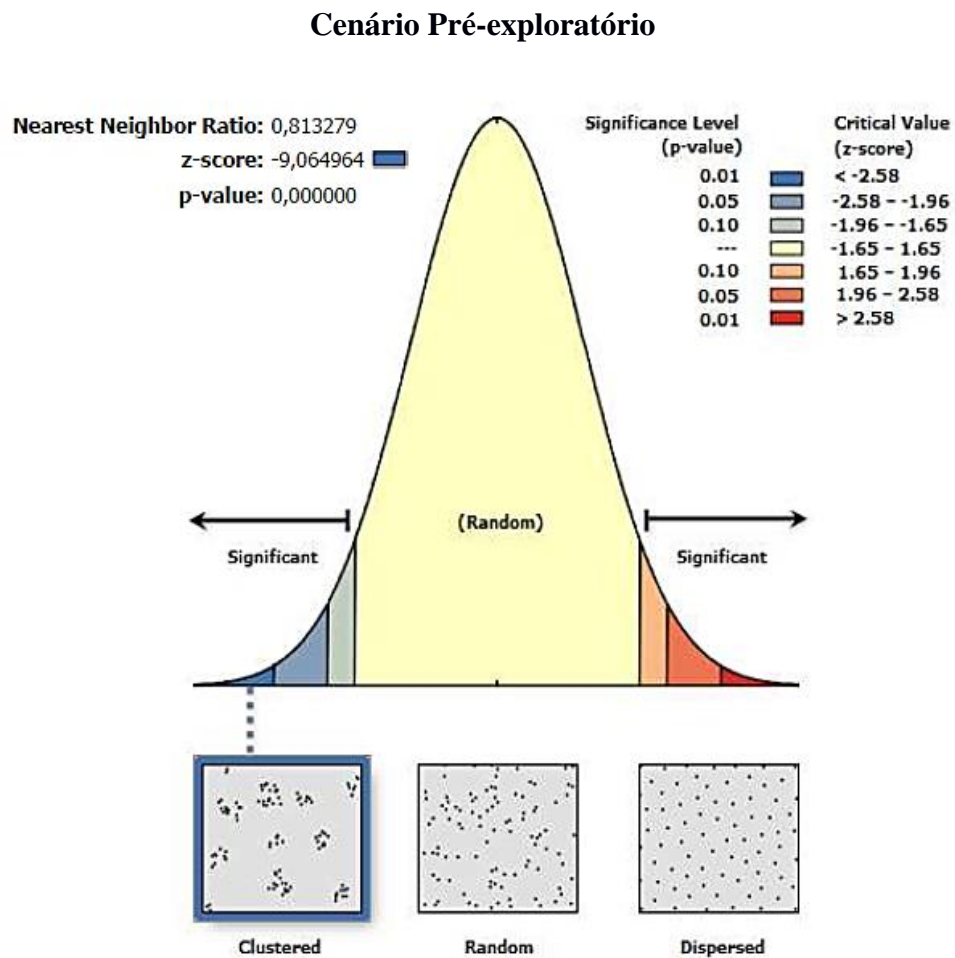 Cenário Pré-exploratório
Nearest Neighbor Ratio: 0,813279
z-score: -9,064964
p-value: 0,000000
Significance Level
(p-value)
Critical Value
(z-score)
0.01 < -2.58
0.05 -2.58 – -1.96
0.10 -1.96 – -1.65
--- -1.65 – 1.65
0.10 1.65 – 1.96
0.05 1.96 – 2.58
0.01 > 2.58
(Random)
Significant
Significant
Clustered
Random
Dispersed